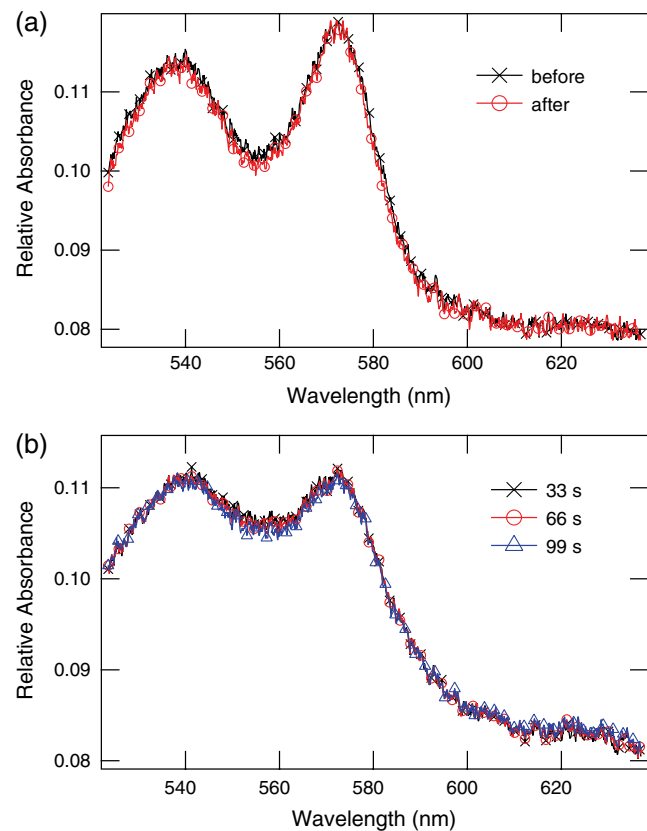 (a)
before
after
0.11
0.10
0.09
0.08
Relative Absorbance
540 560 580 600 620
Wavelength (nm)
(b)
33 s
66 s
99 s
0.11
0.10
0.09
0.08
Relative Absorbance
540 560 580 600 620
Wavelength (nm)